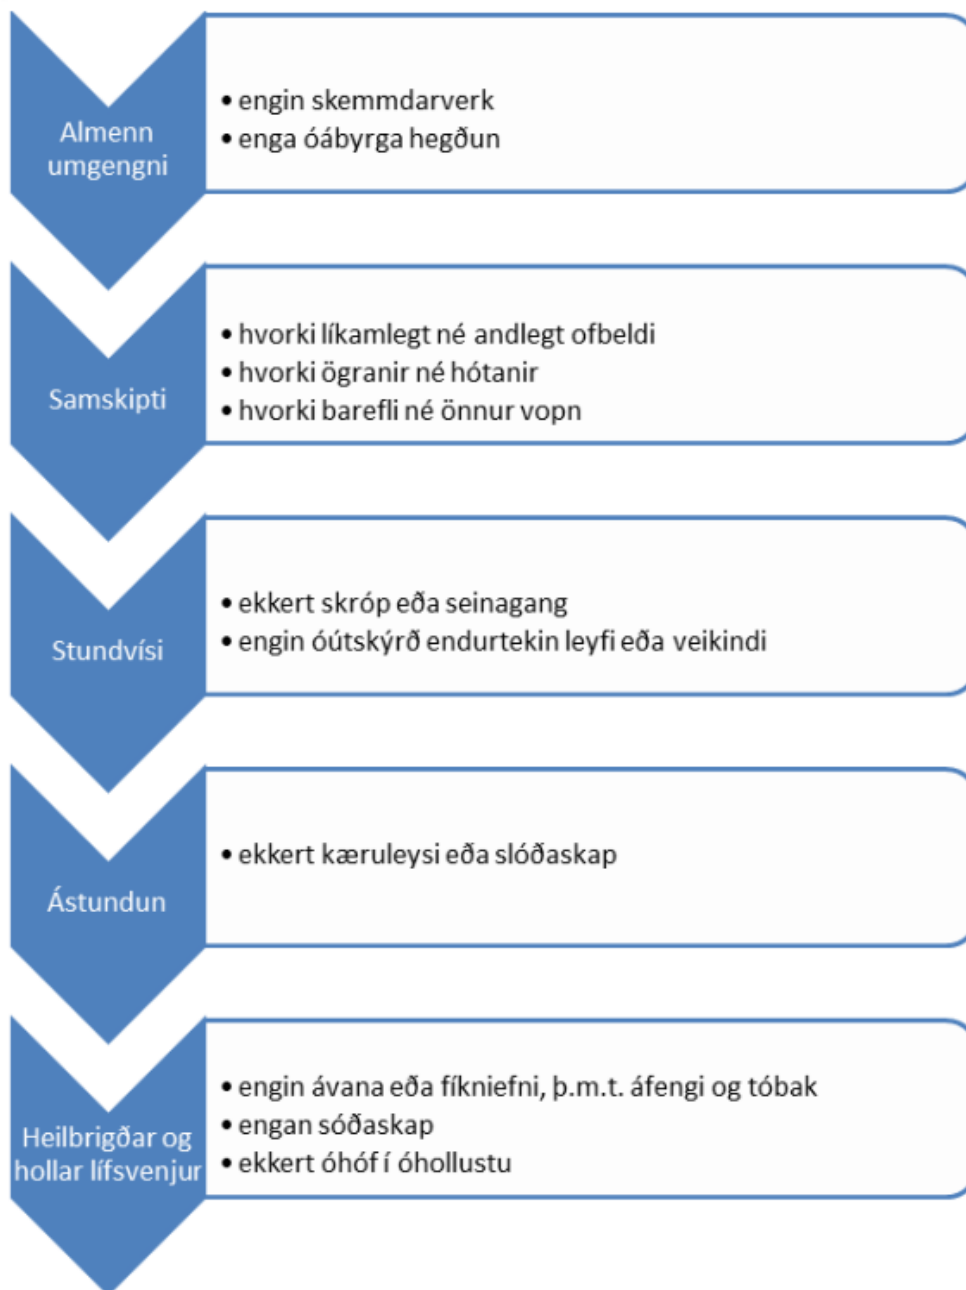 Almenn
umgengni
• engin skemmdarverk
• enga óábyrga hegðun
Samskipti
• hvorki líkamlegt né andlegt ofbeldi
• hvorki ögranir né hótanir
• hvorki barefli né önnur vopn
Stundvísi
• ekkert skróp eða seinagang
• engin óútskýrð endurtekin leyfi eða veikindi
Ástundun
• ekkert kæruleysi eða slóðaskap
Heilbrigðar og
hollar lífsvenjur
• engin ávana eða fíkniefni, þ.m.t. áfengi og tóbak
• engan sóðaskap
• ekkert óhóf í óhollustu